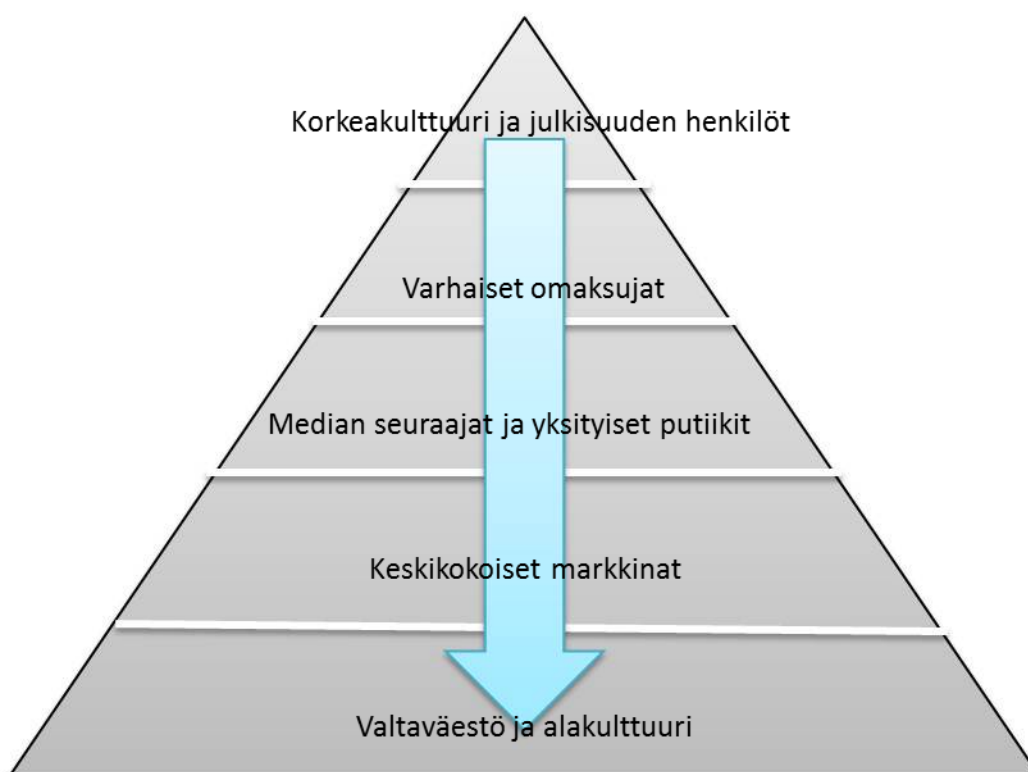 Korkeakulttuuri ja julkisuuden henkilöt
Varhaiset omaksujat
Median seuraajat ja yksityiset putiikit
Keskikokoiset markkinat
Valtaväestö ja alakulttuuri